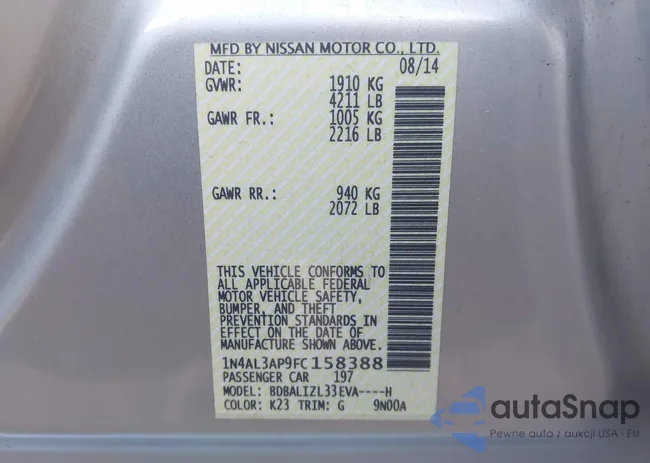 MFD BY NISSAN MOTOR CO., LTD.
DATE: 08/14
GVWR: 1910 KG
4211 LB
GAWR FR.: 1005 KG
2216 LB
GAWR RR.: 940 KG
2072 LB
THIS VEHICLE CONFORMS TO
ALL APPLICABLE FEDERAL
MOTOR VEHICLE SAFETY,
BUMPER, AND THEFT
PREVENTION STANDARDS IN
EFFECT ON THE DATE OF
MANUFACTURE SHOWN ABOVE.
1N4AL3AP9FC158388
PASSENGER CAR 197
MODEL: BDBALIZL33EVA----H
COLOR: K23 TRIM: G 9N00A
autaSnap
Pewne auta z aukcji USA i EU